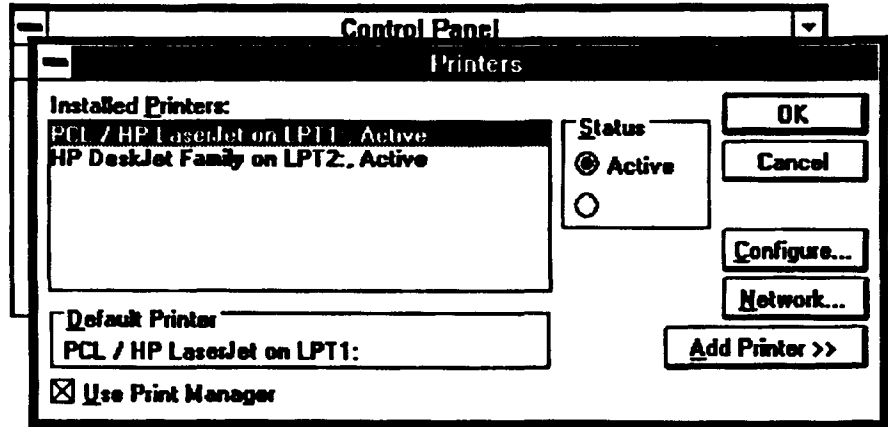 Control Panel
Printers
Installed Printers:
PCL / HP LaserJet on LPT1:, Active
HP DeskJet Family on LPT2:, Active
Status
Active
OK
Cancel
Configure...
Network...
Add Printer >>
Default Printer
PCL / HP LaserJet on LPT1:
Use Print Manager